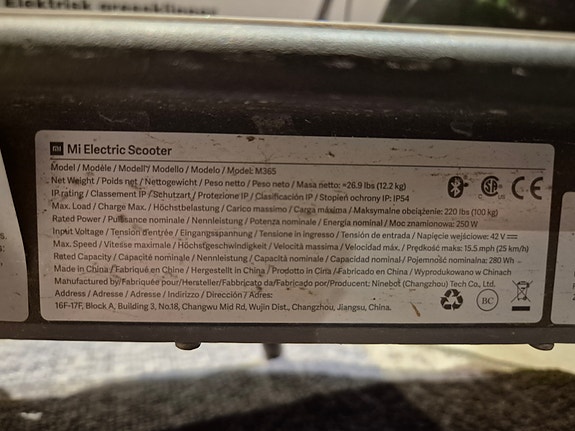 Elektrisk
mi Mi Electric Scooter
Model / Modèle / Modell / Modello / Modelo / Model: M365
Net Weight / Poids net / Nettogewicht / Peso netto / Peso neto / Masa netto: ≈26.9 lbs (12.2 kg)
IP rating / Classement IP / Schutzart / Protezione IP / Clasificación IP / Stopień ochrony IP: IP54
Max. Load / Charge Max. / Höchstbelastung / Carico massimo / Carga máxima / Maksymalne obciążenie: 220 lbs (100 kg)
Rated Power / Puissance nominale / Nennleistung / Potenza nominale / Energía nominal / Moc znamionowa: 250 W
Input Voltage / Tension d'entrée / Eingangsspannung / Tensione in ingresso / Tensión de entrada / Napięcie wejściowe: 42 V⎓
Max. Speed / Vitesse maximale / Höchstgeschwindigkeit / Velocità massima / Velocidad máx. / Prędkość maks: 15.5 mph (25 km/h)
Rated Capacity / Capacité nominale / Nennleistung / Capacità nominale / Capacidad nominal / Pojemność nominalna: 280 Wh
Made in China / Fabriqué en Chine / Hergestellt in China / Prodotto in Cina / Fabricado en China / Wyprodukowano w Chinach
Manufactured by/Fabriquée pour/Hersteller/Fabbricato da/Fabricado por/Producent: Ninebot (Changzhou) Tech Co., Ltd.
Address / Adresse / Adresse / Indirizzo / Dirección / Adres:
16F-17F, Block A, Building 3, No.18, Changwu Mid Rd, Wujin Dist., Changzhou, Jiangsu, China.
CSA
CE
BC